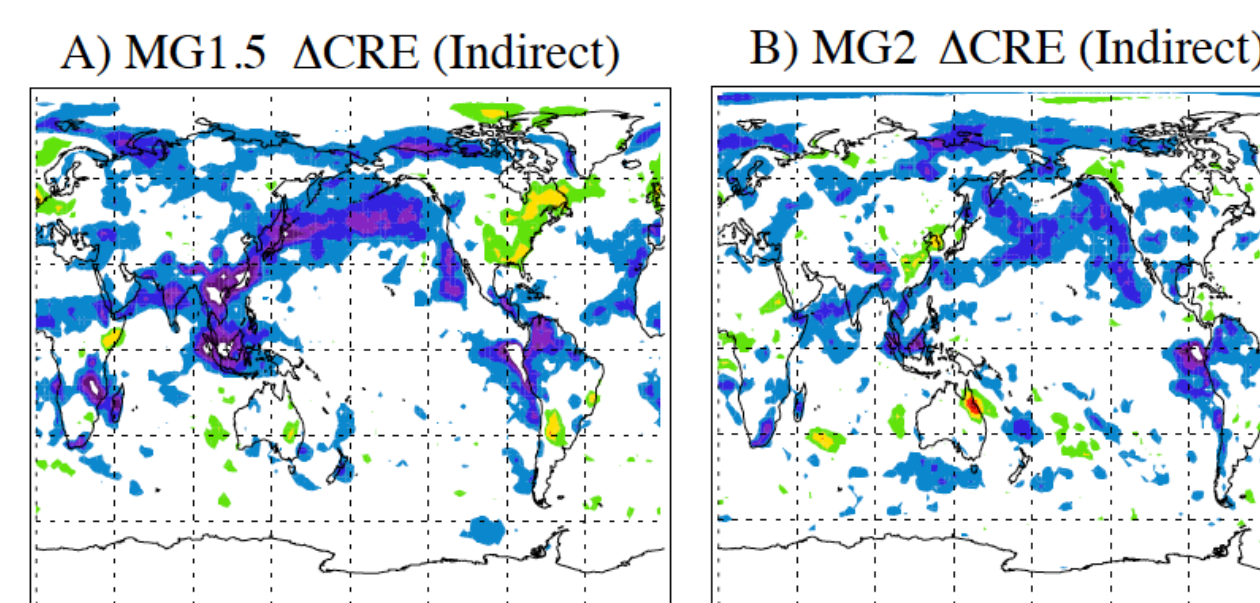 A) MG1.5 ΔCRE (Indirect)
B) MG2 ΔCRE (Indirect)